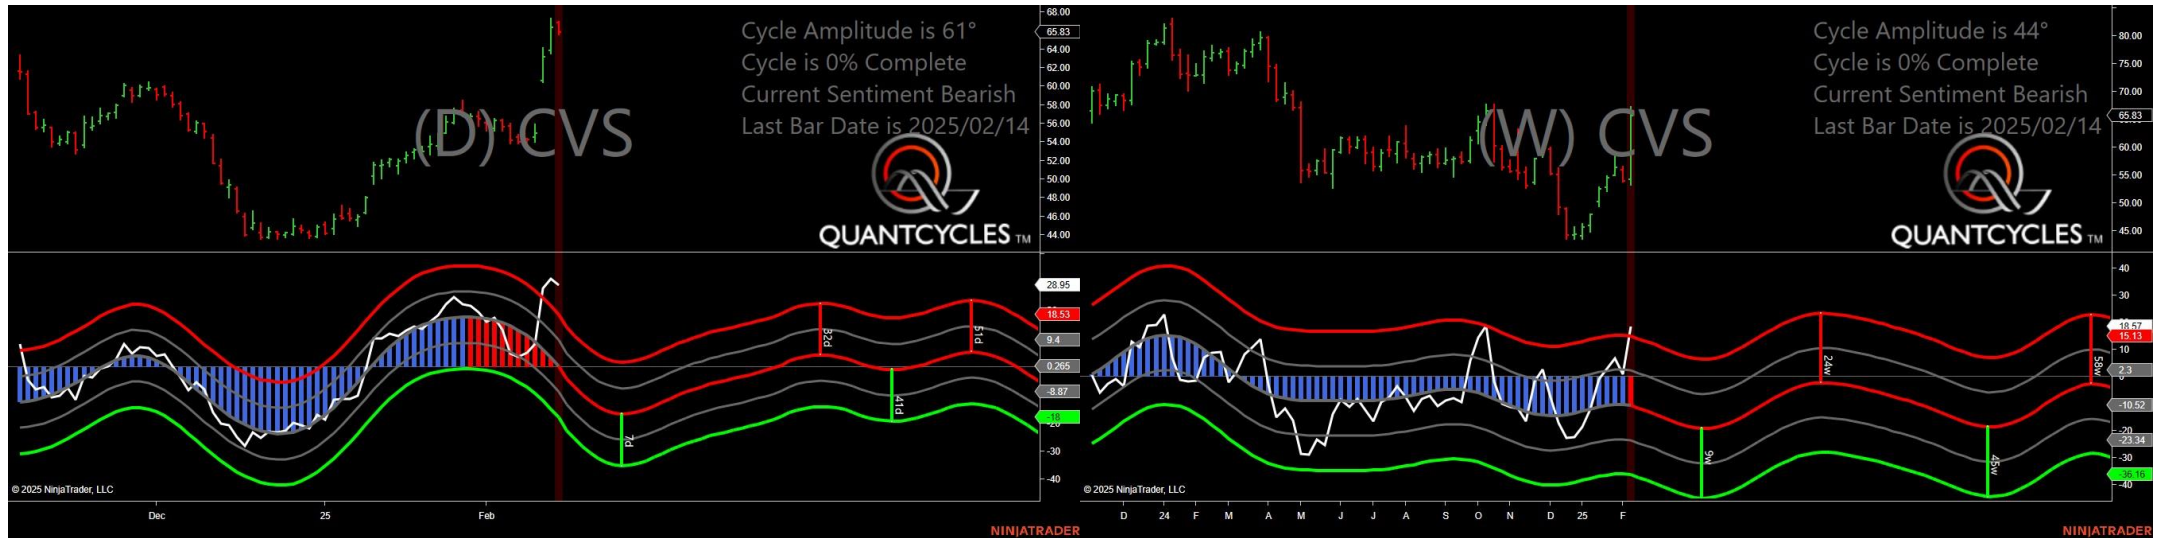 Cycle Amplitude is 61°
Cycle is 0% Complete
Current Sentiment Bearish
Last Bar Date is 2025/02/14
(D) CVS
QUANTCYCLES TM
68.00
65.83
64.00
62.00
60.00
58.00
56.00
54.00
52.00
50.00
48.00
46.00
44.00
28.95
18.53
9.4
0.265
-8.87
-18
-30
-40
7d
32d
41d
51d
© 2025 NinjaTrader, LLC
Dec
25
Feb
NINJATRADER
Cycle Amplitude is 44°
Cycle is 0% Complete
Current Sentiment Bearish
Last Bar Date is 2025/02/14
(W) CVS
QUANTCYCLES TM
80.00
75.00
70.00
65.83
60.00
55.00
50.00
45.00
40
30
18.57
15.13
10
2.3
-10.52
-20
-23.34
-30
-36.16
-40
9w
24w
45w
58w
© 2025 NinjaTrader, LLC
D
24
F
M
A
M
J
J
A
S
O
N
D
25
F
NINJATRADER